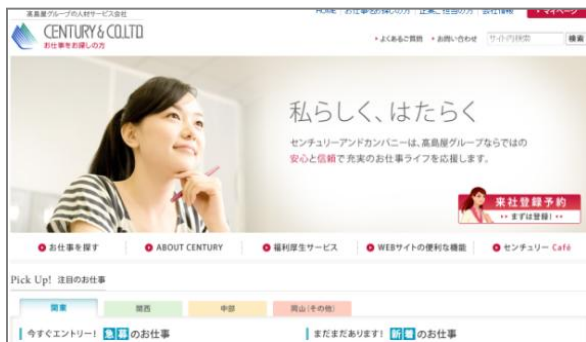 高島屋グループの人材サービス会社
HOME お仕事をお探しの方 企業ご担当の方 会社情報 マイページ
CENTURY & CO.,LTD
お仕事をお探しの方
よくあるご質問 お問い合わせ サイト内検索 検索
私らしく、はたらく
センチュリーアンドカンパニーは、髙島屋グループならではの
安心と信頼で充実のお仕事ライフを応援します。
来社登録予約
まずは登録!
お仕事を探す ABOUT CENTURY 福利厚生サービス WEBサイトの便利な機能 センチュリー Café
Pick Up! 注目のお仕事
関東 関西 中部 岡山(その他)
今すぐエントリー! 急募のお仕事 まだまだあります! 新着のお仕事